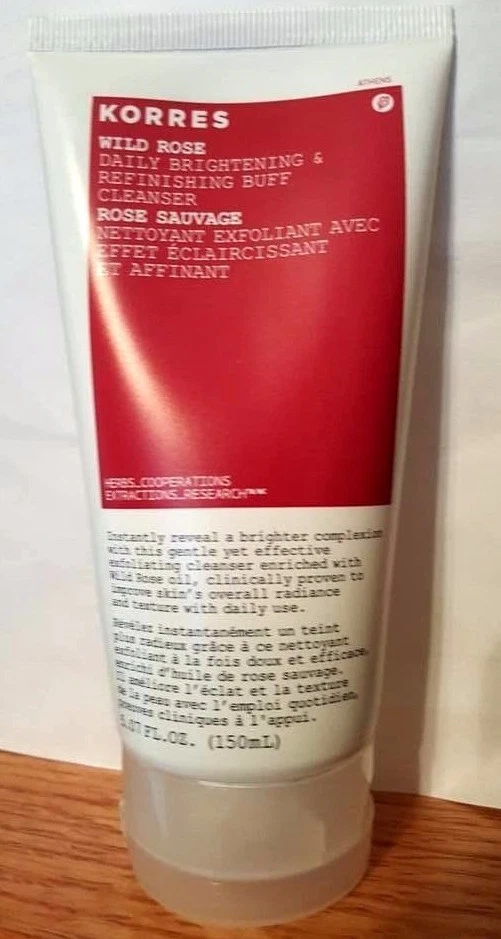 ATHENS
KORRES
WILD ROSE
DAILY BRIGHTENING &
REFINISHING BUFF
CLEANSER
ROSE SAUVAGE
NETTOYANT EXFOLIANT AVEC
EFFET ÉCLAIRCISSANT
ET AFFINANT
HERBS_COOPERATIONS
EXTRACTIONS_RESEARCH
Instantly reveal a brighter complexion
with this gentle yet effective
exfoliating cleanser enriched with
Wild Rose oil, clinically proven to
improve skin's overall radiance
and texture with daily use.
Révélez instantanément un teint
plus radieux grâce à ce nettoyant
exfoliant à la fois doux et efficace,
enrichi d'huile de rose sauvage.
Il améliore l'éclat et la texture
de la peau avec l'emploi quotidien,
preuves cliniques à l'appui.
5.07 FL.OZ. (150mL)